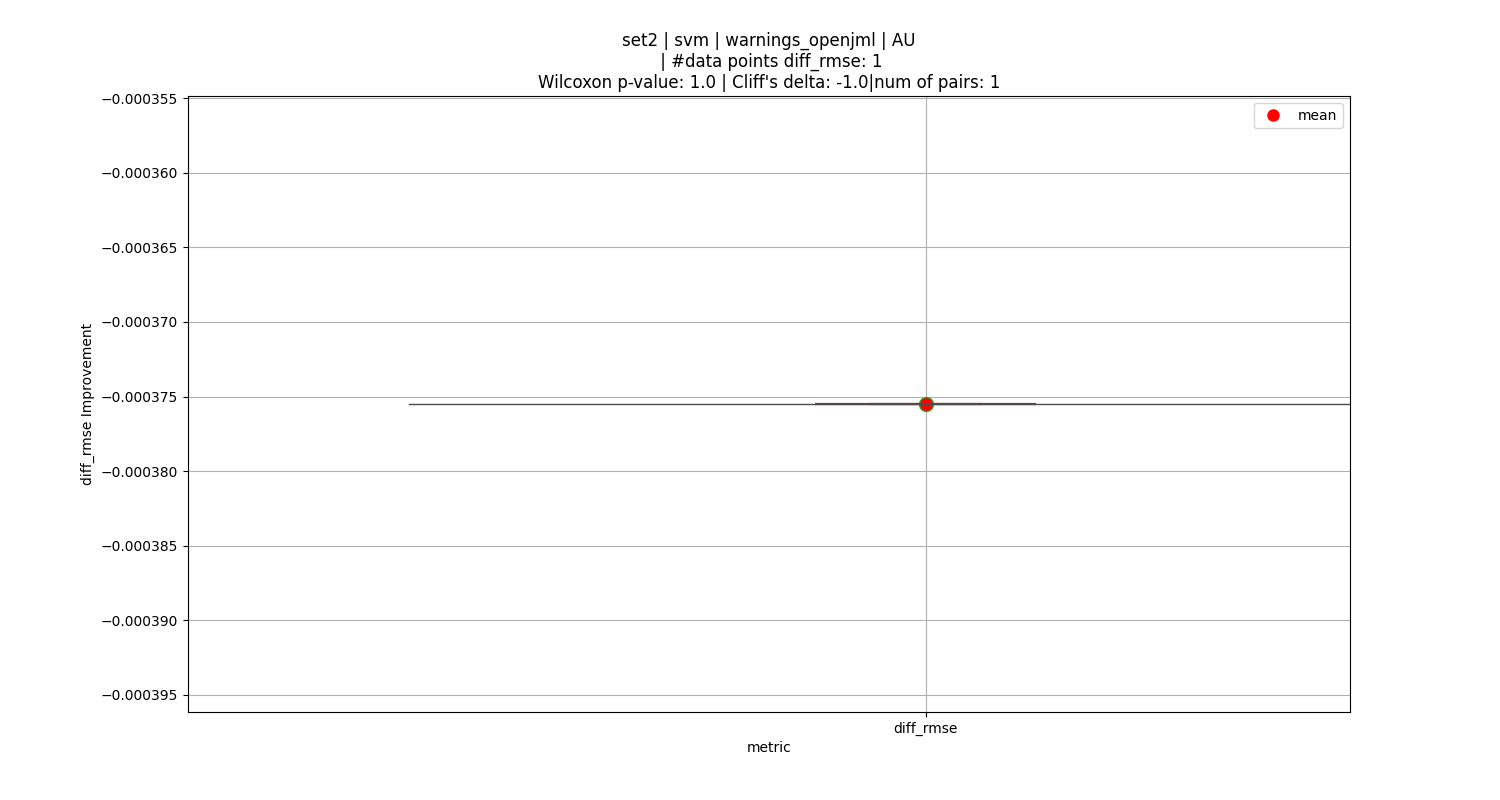 set2 | svm | warnings_openjml | AU
| #data points diff_rmse: 1
Wilcoxon p-value: 1.0 | Cliff's delta: -1.0|num of pairs: 1
mean
−0.000355
−0.000360
−0.000365
−0.000370
−0.000375
−0.000380
−0.000385
−0.000390
−0.000395
diff_rmse Improvement
diff_rmse
metric